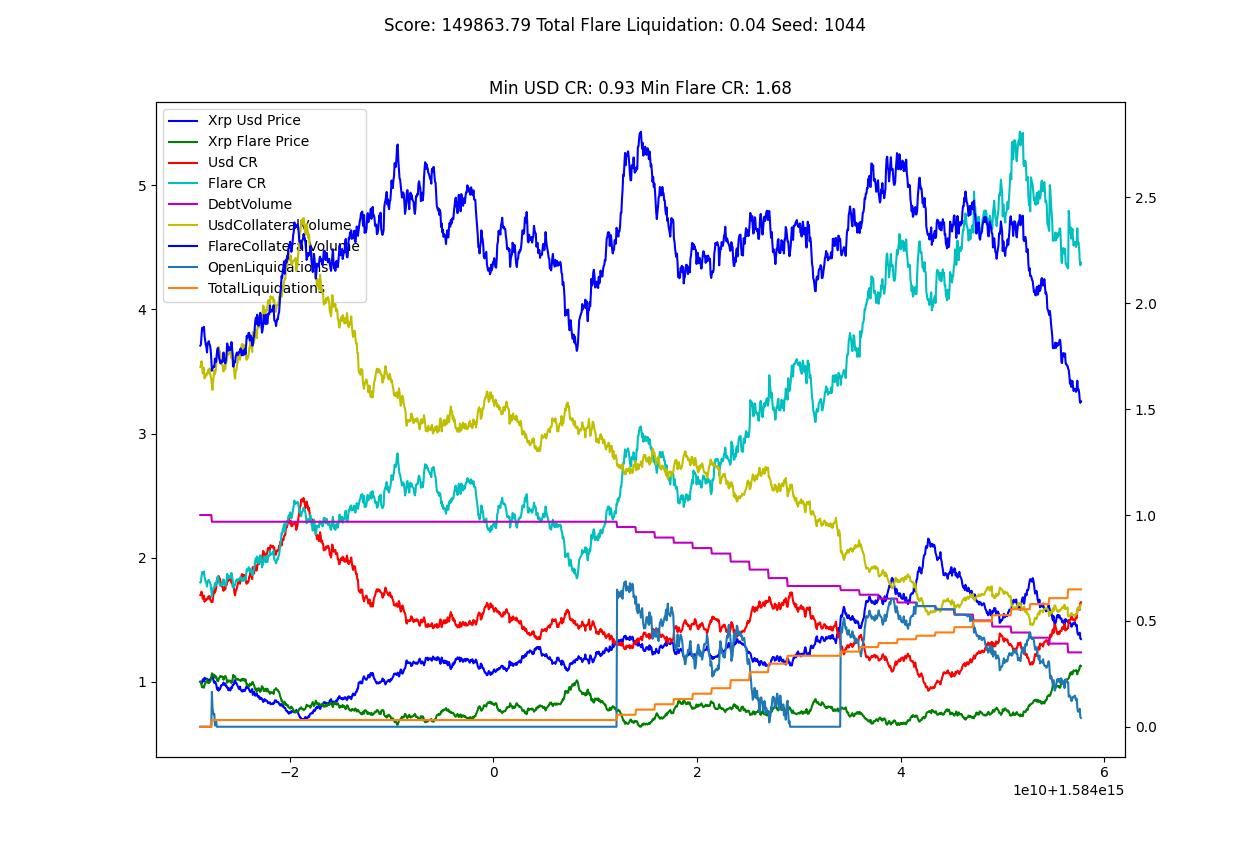 Score: 149863.79 Total Flare Liquidation: 0.04 Seed: 1044
Min USD CR: 0.93 Min Flare CR: 1.68
Xrp Usd Price
Xrp Flare Price
Usd CR
Flare CR
DebtVolume
UsdCollateralVolume
FlareCollateralVolume
OpenLiquidations
TotalLiquidations
5
4
3
2
1
2.5
2.0
1.5
1.0
0.5
0.0
−2
0
2
4
6
1e10+1.584e15